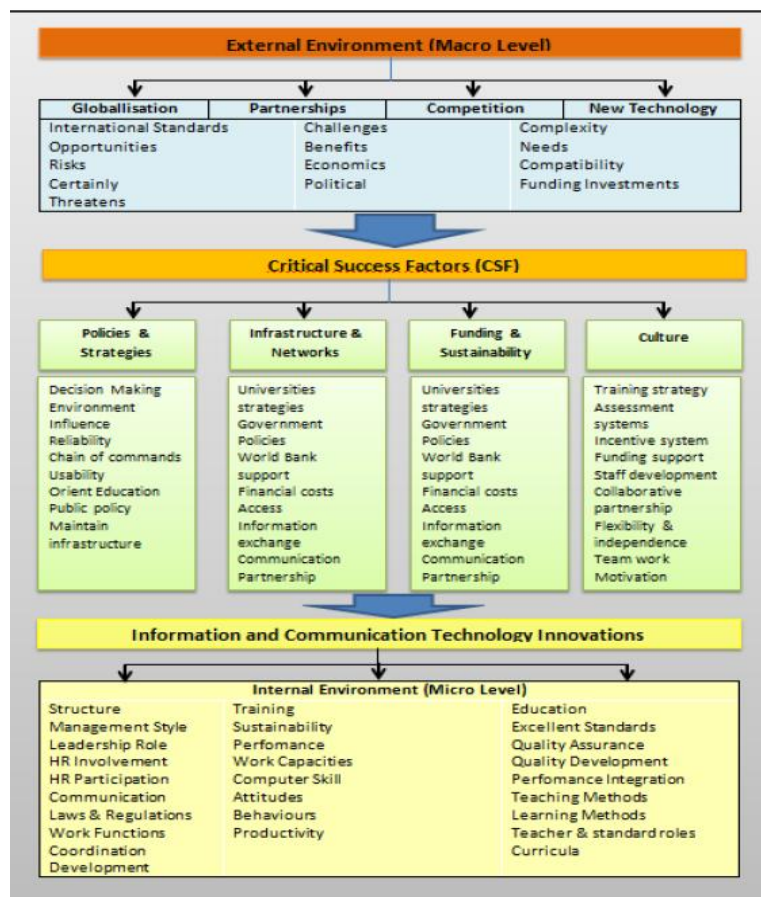 External Environment (Macro Level)
Globallisation
Partnerships
Competition
New Technology
International Standards
Opportunities
Risks
Certainly
Threatens
Challenges
Benefits
Economics
Political
Complexity
Needs
Compatibility
Funding Investments
Critical Success Factors (CSF)
Policies &
Strategies
Infrastructure &
Networks
Funding &
Sustainability
Culture
Decision Making
Environment
Influence
Reliability
Chain of commands
Usability
Orient Education
Public policy
Maintain
infrastructure
Universities
strategies
Government
Policies
World Bank
support
Financial costs
Access
Information
exchange
Communication
Partnership
Universities
strategies
Government
Policies
World Bank
support
Financial costs
Access
Information
exchange
Communication
Partnership
Training strategy
Assessment
systems
Incentive system
Funding support
Staff development
Collaborative
partnership
Flexibility &
independence
Team work
Motivation
Information and Communication Technology Innovations
Internal Environment (Micro Level)
Structure
Management Style
Leadership Role
HR Involvement
HR Participation
Communication
Laws & Regulations
Work Functions
Coordination
Development
Training
Sustainability
Perfomance
Work Capacities
Computer Skill
Attitudes
Behaviours
Productivity
Education
Excellent Standards
Quality Assurance
Quality Development
Perfomance Integration
Teaching Methods
Learning Methods
Teacher & standard roles
Curricula